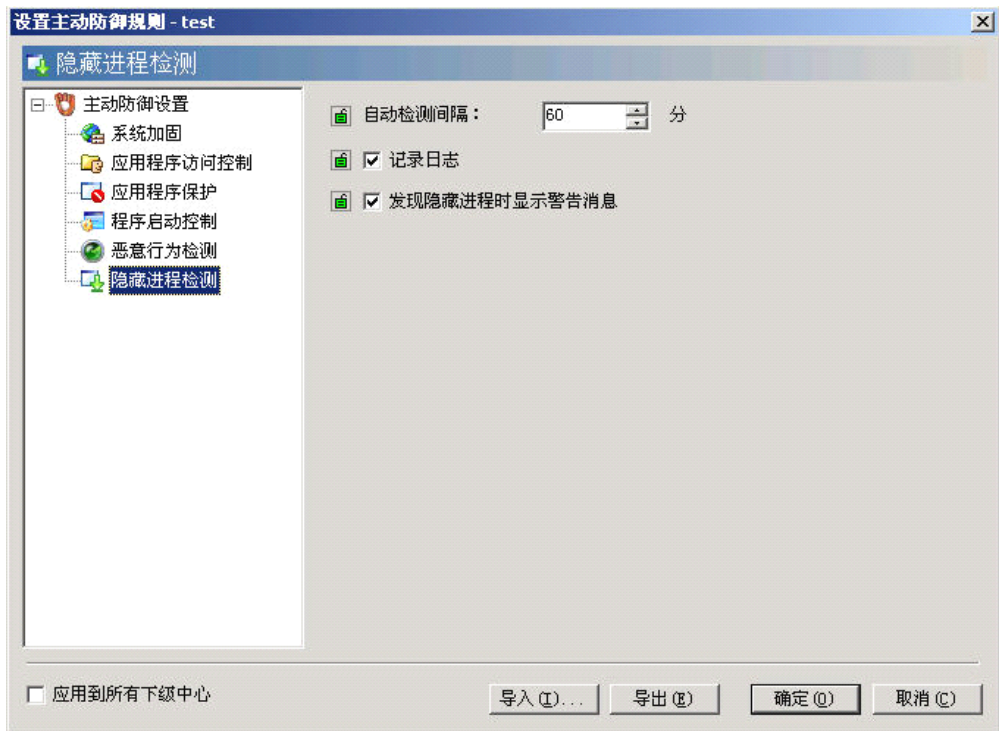 设置主动防御规则 - test
隐藏进程检测
主动防御设置
系统加固
应用程序访问控制
应用程序保护
程序启动控制
恶意行为检测
隐藏进程检测
自动检测间隔： 60 分
记录日志
发现隐藏进程时显示警告消息
应用到所有下级中心
导入(I)... 导出(E) 确定(O) 取消(C)